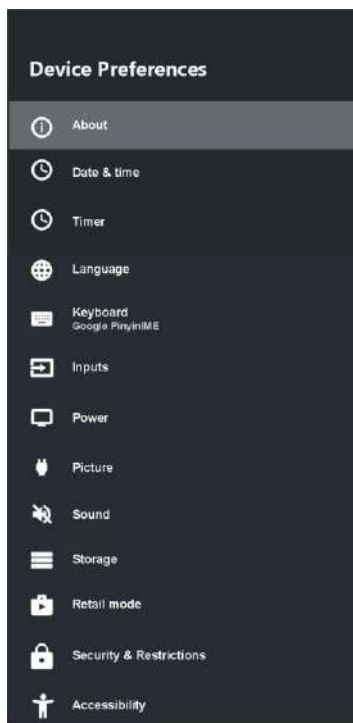 Device Preferences
About
Date & time
Timer
Language
Keyboard
Google PinyinIME
Inputs
Power
Picture
Sound
Storage
Retail mode
Security & Restrictions
Accessibility